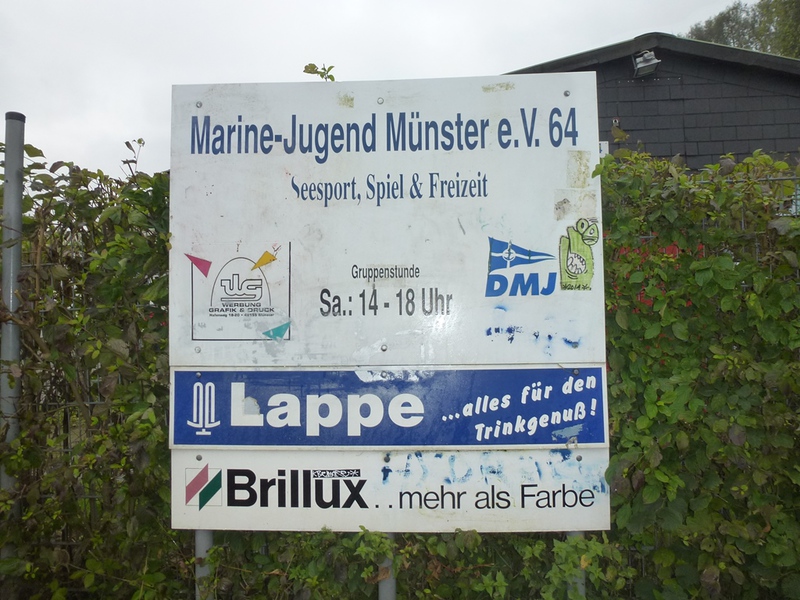 Marine-Jugend Münster e.V. 64
Seesport, Spiel & Freizeit
WERBUNG
GRAFIK & DRUCK
Gruppenstunde
Sa.: 14 - 18 Uhr
DMJ
Lappe
...alles für den
Trinkgenuß!
Brillux
..mehr als Farbe